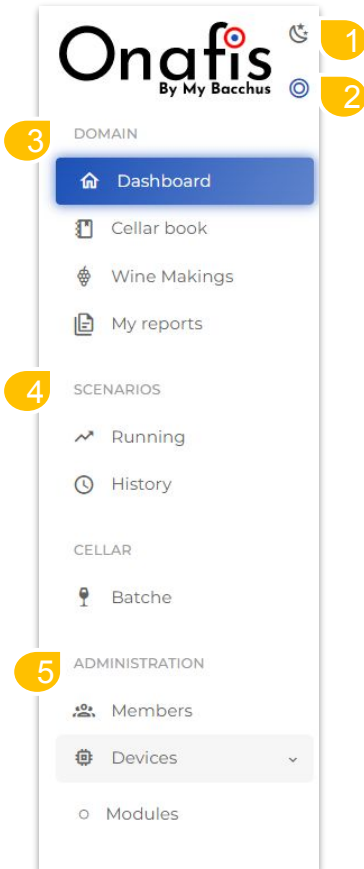 Onafis
By My Bacchus
1
2
3
DOMAIN
Dashboard
Cellar book
Wine Makings
My reports
4
SCENARIOS
Running
History
CELLAR
Batche
5
ADMINISTRATION
Members
Devices
Modules